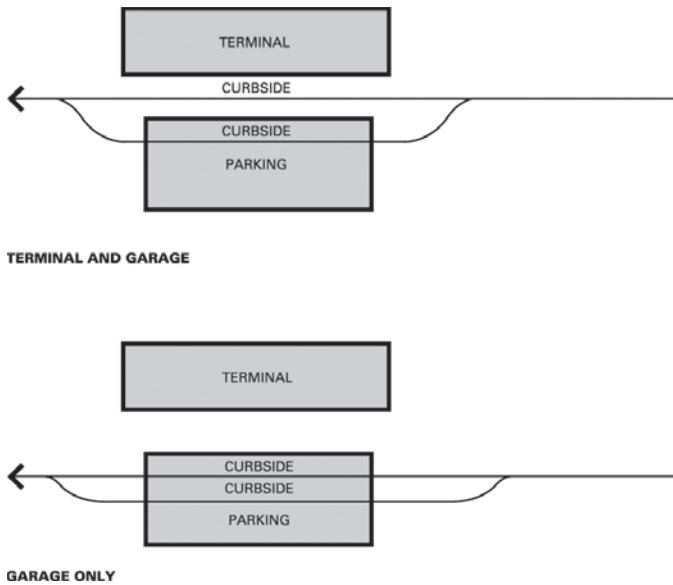 TERMINAL
CURBSIDE
CURBSIDE
PARKING
TERMINAL AND GARAGE
TERMINAL
CURBSIDE
CURBSIDE
PARKING
GARAGE ONLY